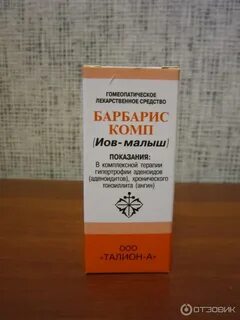 ГОМЕОПАТИЧЕСКОЕ
ЛЕКАРСТВЕННОЕ СРЕДСТВО
БАРБАРИС
КОМП
[Иов-малыш]
ПОКАЗАНИЯ:
В комплексной терапии
гипертрофии аденоидов
(аденоидитов), хронического
тонзиллита (ангин)
ООО
"ТАЛИОН-А"
ОТЗОВИК